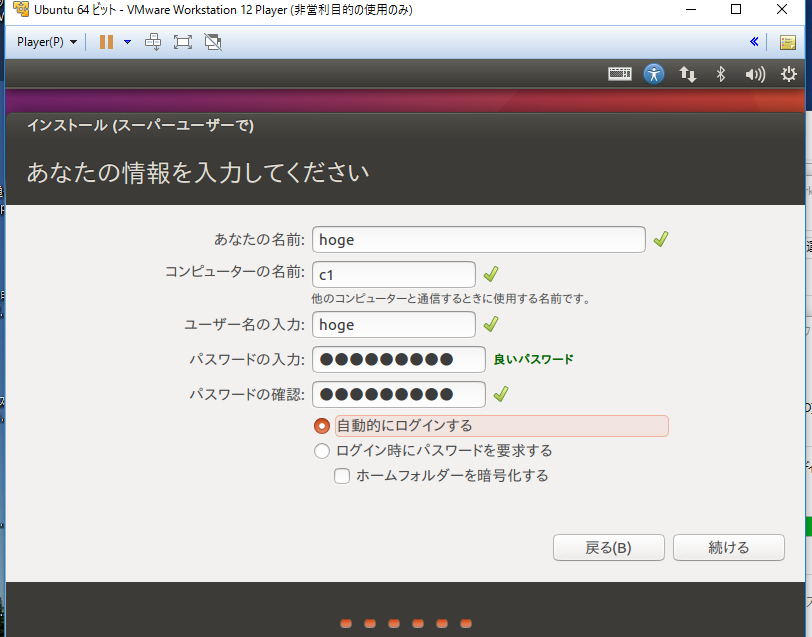 Ubuntu 64 ビット - VMware Workstation 12 Player (非営利目的の使用のみ)
Player(P)
インストール (スーパーユーザーで)
あなたの情報を入力してください
あなたの名前: hoge
コンピューターの名前: c1
他のコンピューターと通信するときに使用する名前です。
ユーザー名の入力: hoge
パスワードの入力: ●●●●●●●●● 良いパスワード
パスワードの確認: ●●●●●●●●●
自動的にログインする
ログイン時にパスワードを要求する
ホームフォルダーを暗号化する
戻る(B) 続ける